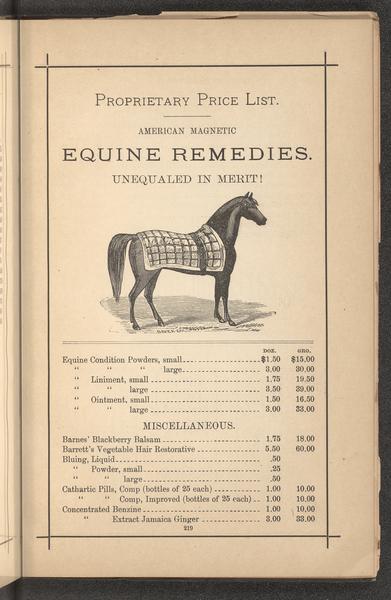 PROPRIETARY PRICE LIST.
AMERICAN MAGNETIC
EQUINE REMEDIES.
UNEQUALED IN MERIT!
DOZ. GRO.
Equine Condition Powders, small $1.50 $15.00
" " " large 3.00 30.00
" Liniment, small 1.75 19.50
" " large 3.50 39.00
" Ointment, small 1.50 16.50
" " large 3.00 33.00
MISCELLANEOUS.
Barnes' Blackberry Balsam 1.75 18.00
Barrett's Vegetable Hair Restorative 5.50 60.00
Bluing, Liquid .50
" Powder, small .25
" " large .50
Cathartic Pills, Comp (bottles of 25 each) 1.00 10.00
" " Comp, Improved (bottles of 25 each) 1.00 10.00
Concentrated Benzine 1.00 10.00
" Extract Jamaica Ginger 3.00 33.00
219